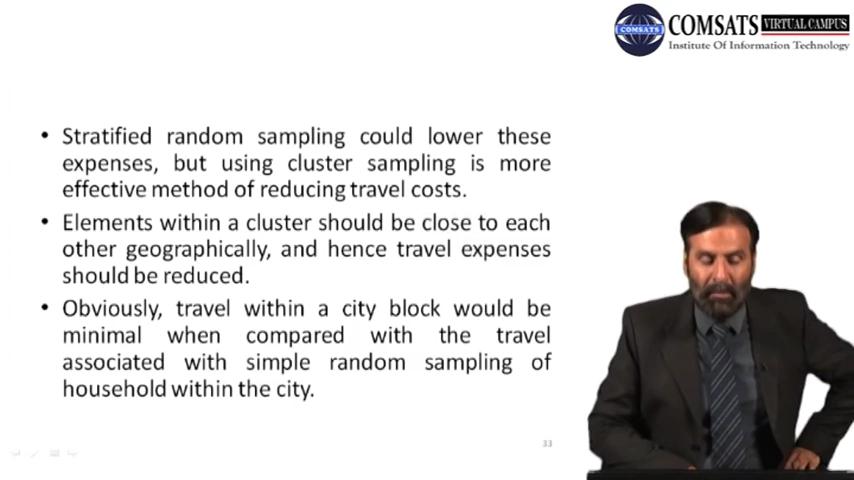 COMSATS VIRTUAL CAMPUS
COMSATS
Institute Of Information Technology
• Stratified random sampling could lower these
expenses, but using cluster sampling is more
effective method of reducing travel costs.
• Elements within a cluster should be close to each
other geographically, and hence travel expenses
should be reduced.
• Obviously, travel within a city block would be
minimal when compared with the travel
associated with simple random sampling of
household within the city.
33